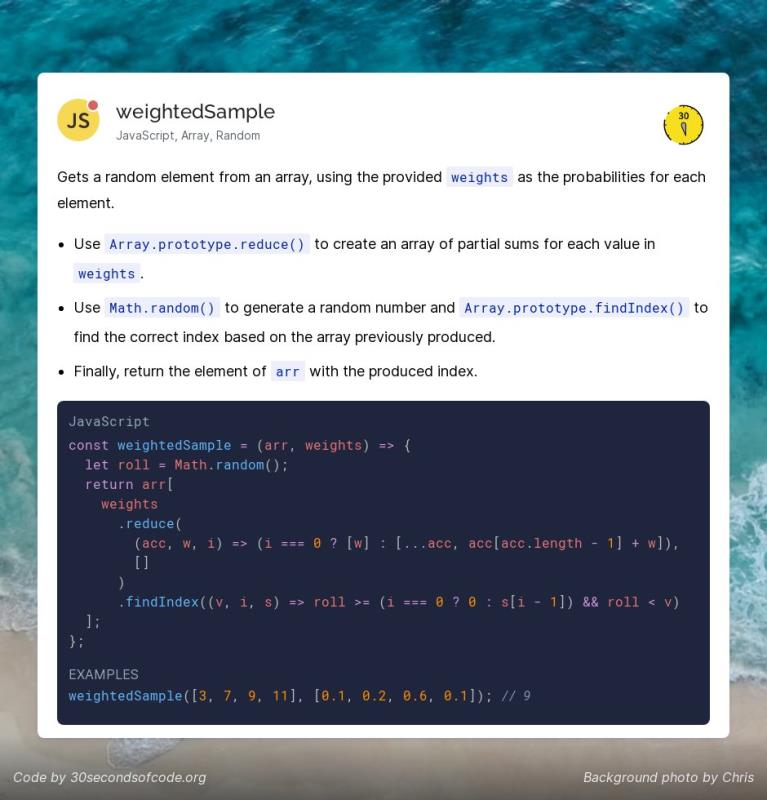 JS
weightedSample
30
JavaScript, Array, Random
Gets a random element from an array, using the provided weights as the probabilities for each
element.
• Use Array.prototype.reduce() to create an array of partial sums for each value in
weights.
• Use Math.random() to generate a random number and Array.prototype.findIndex() to
find the correct index based on the array previously produced.
• Finally, return the element of arr with the produced index.
JavaScript
const weightedSample = (arr, weights) => {
  let roll = Math.random();
  return arr[
    weights
      .reduce(
        (acc, w, i) => (i === 0 ? [w] : [...acc, acc[acc.length - 1] + w]),
        []
      )
      .findIndex((v, i, s) => roll >= (i === 0 ? 0 : s[i - 1]) && roll < v)
  ];
};
EXAMPLES
weightedSample([3, 7, 9, 11], [0.1, 0.2, 0.6, 0.1]); // 9
Code by 30secondsofcode.org
Background photo by Chris